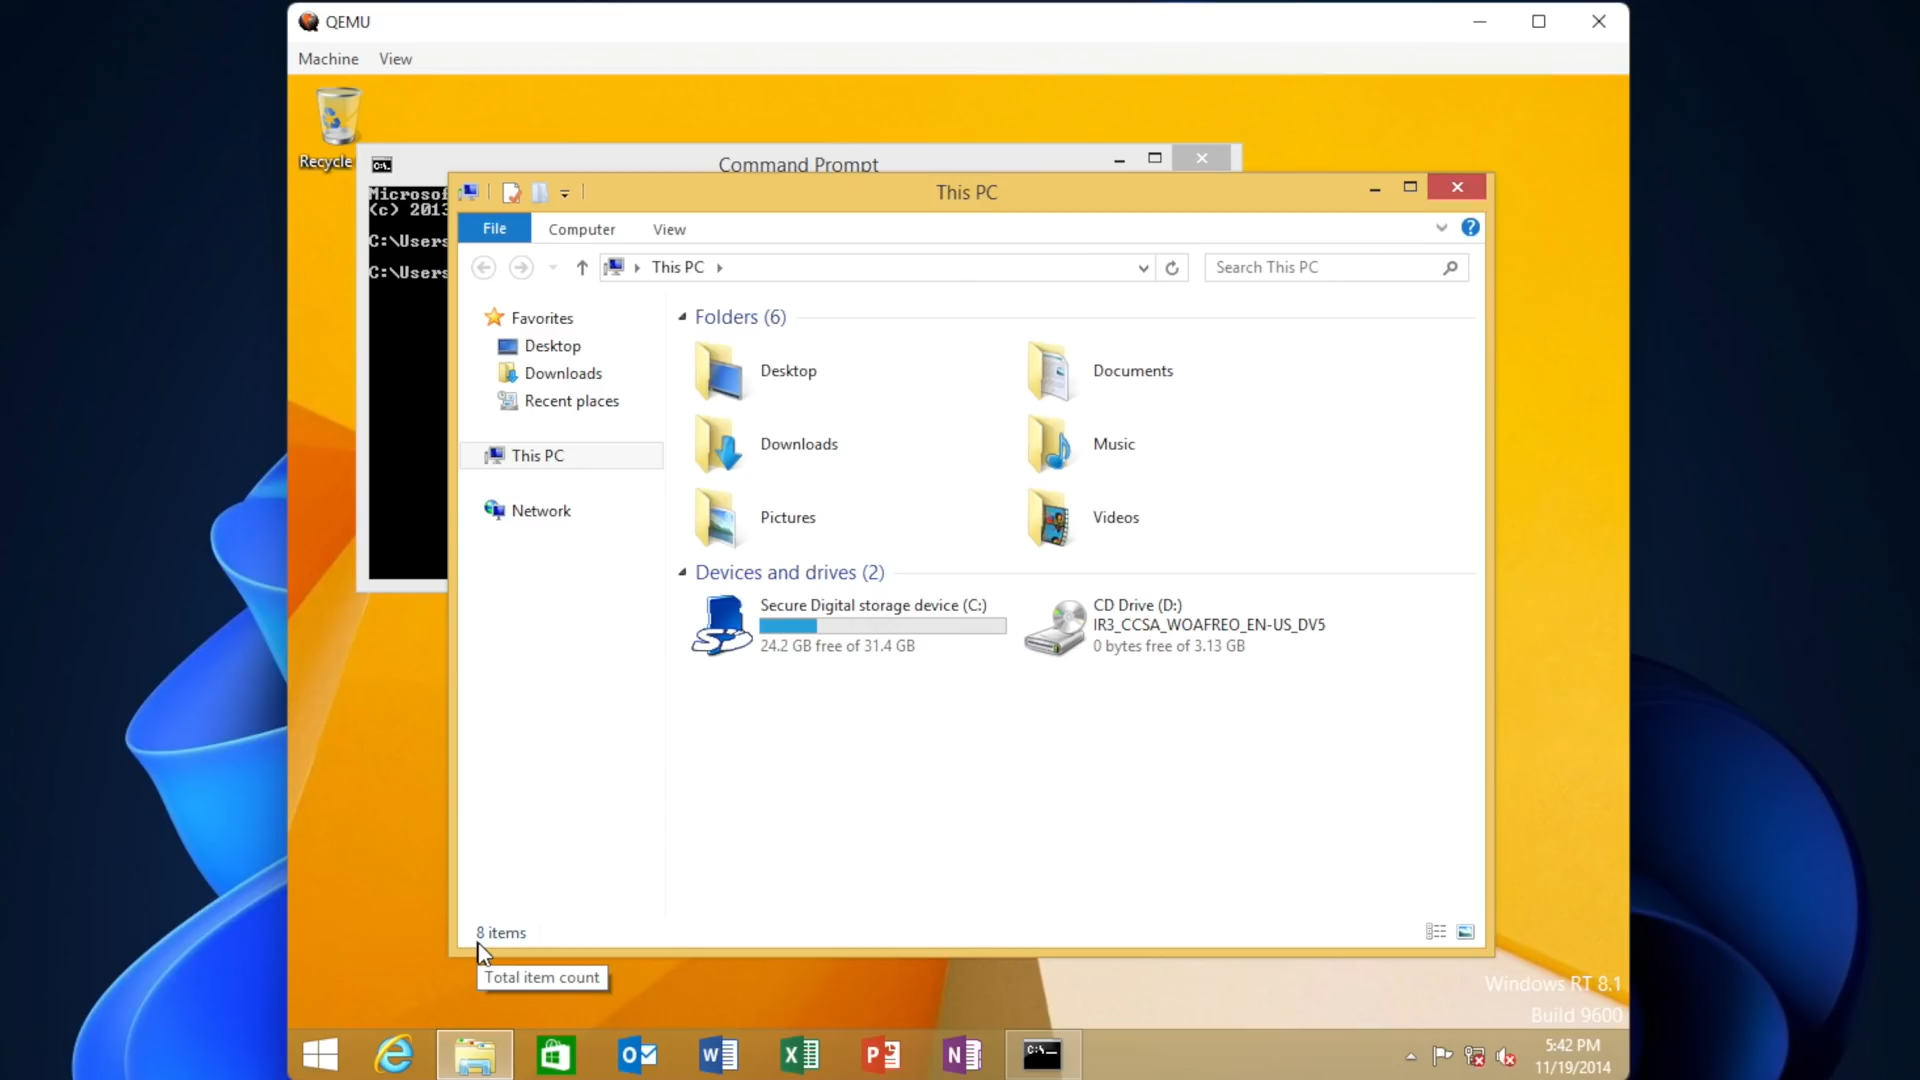 QEMU
Machine View
Recycle
Command Prompt
Microsof
(c) 2013
C:\Users
C:\Users
This PC
File Computer View
This PC
Search This PC
Favorites
Desktop
Downloads
Recent places
This PC
Network
Folders (6)
Desktop
Documents
Downloads
Music
Pictures
Videos
Devices and drives (2)
Secure Digital storage device (C:)
24.2 GB free of 31.4 GB
CD Drive (D:)
IR3_CCSA_WOAFREO_EN-US_DV5
0 bytes free of 3.13 GB
8 items
Total item count
Windows RT 8.1
Build 9600
5:42 PM
11/19/2014